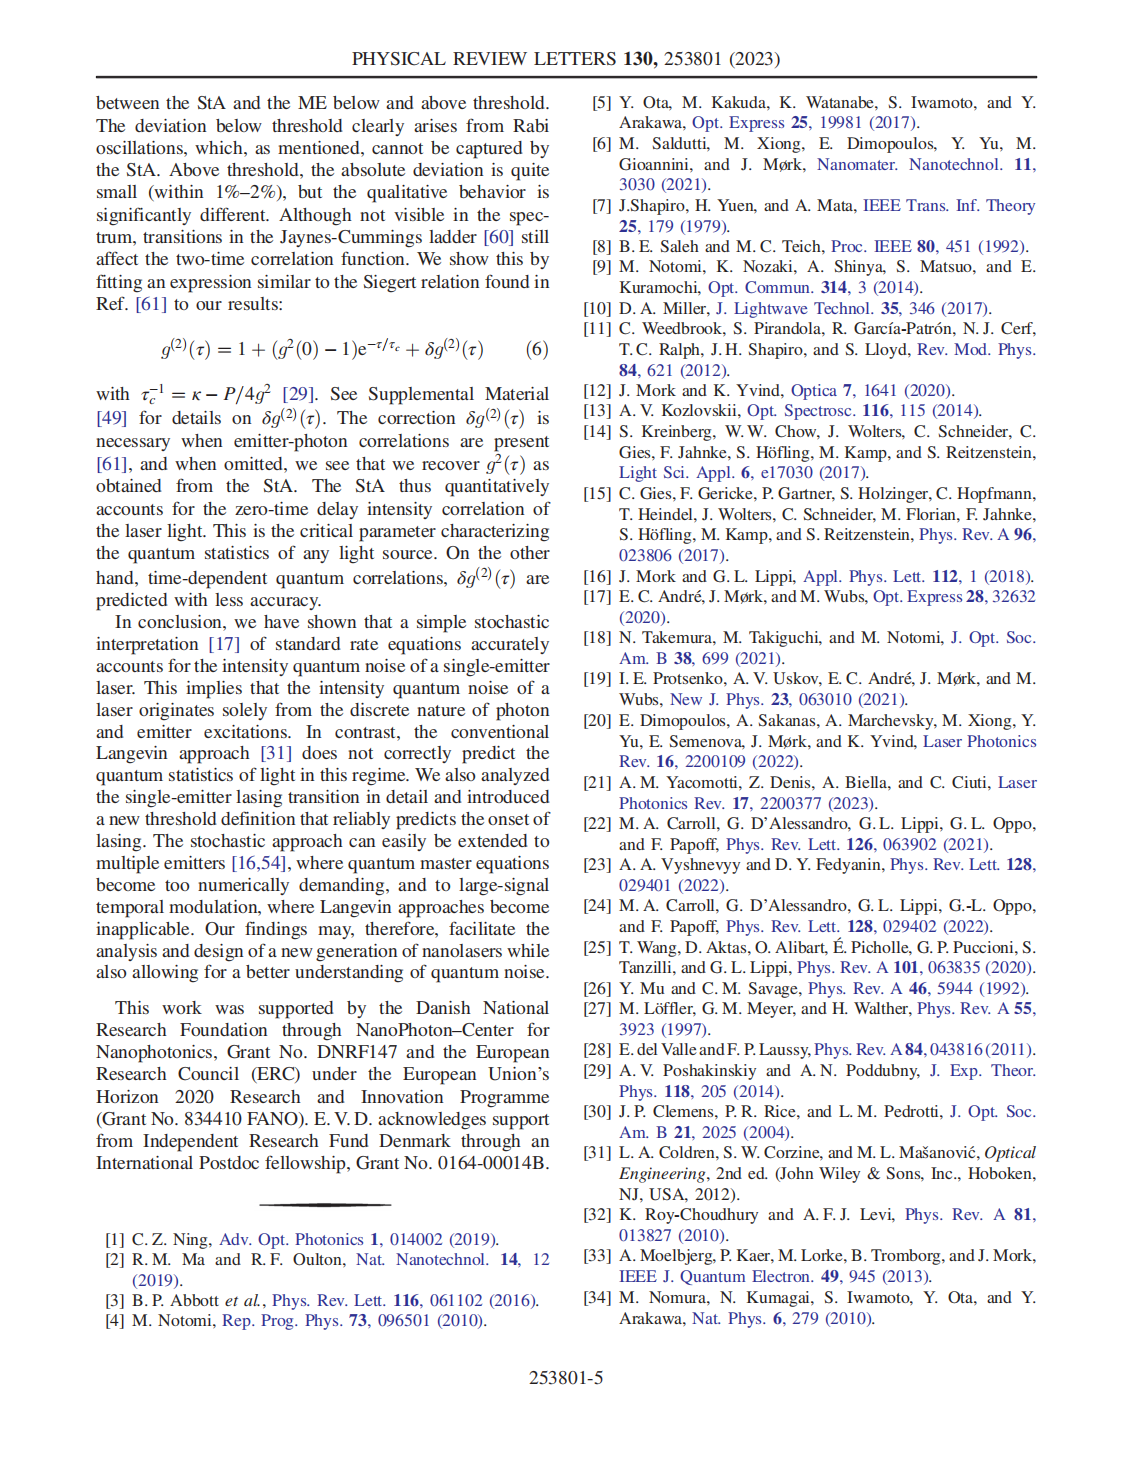 PHYSICAL REVIEW LETTERS 130, 253801 (2023)
between the StA and the ME below and above threshold.
The deviation below threshold clearly arises from Rabi
oscillations, which, as mentioned, cannot be captured by
the StA. Above threshold, the absolute deviation is quite
small (within 1%–2%), but the qualitative behavior is
significantly different. Although not visible in the spec-
trum, transitions in the Jaynes-Cummings ladder [60] still
affect the two-time correlation function. We show this by
fitting an expression similar to the Siegert relation found in
Ref. [61] to our results:
g⁽²⁾(τ) = 1 + (g²(0) − 1)e^{−τ/τ_c} + δg⁽²⁾(τ) (6)
with τ_c^{−1} = κ − P/4g² [29]. See Supplemental Material
[49] for details on δg⁽²⁾(τ). The correction δg⁽²⁾(τ) is
necessary when emitter-photon correlations are present
[61], and when omitted, we see that we recover g²(τ) as
obtained from the StA. The StA thus quantitatively
accounts for the zero-time delay intensity correlation of
the laser light. This is the critical parameter characterizing
the quantum statistics of any light source. On the other
hand, time-dependent quantum correlations, δg⁽²⁾(τ) are
predicted with less accuracy.
In conclusion, we have shown that a simple stochastic
interpretation [17] of standard rate equations accurately
accounts for the intensity quantum noise of a single-emitter
laser. This implies that the intensity quantum noise of a
laser originates solely from the discrete nature of photon
and emitter excitations. In contrast, the conventional
Langevin approach [31] does not correctly predict the
quantum statistics of light in this regime. We also analyzed
the single-emitter lasing transition in detail and introduced
a new threshold definition that reliably predicts the onset of
lasing. The stochastic approach can easily be extended to
multiple emitters [16,54], where quantum master equations
become too numerically demanding, and to large-signal
temporal modulation, where Langevin approaches become
inapplicable. Our findings may, therefore, facilitate the
analysis and design of a new generation of nanolasers while
also allowing for a better understanding of quantum noise.
This work was supported by the Danish National
Research Foundation through NanoPhoton–Center for
Nanophotonics, Grant No. DNRF147 and the European
Research Council (ERC) under the European Union's
Horizon 2020 Research and Innovation Programme
(Grant No. 834410 FANO). E. V. D. acknowledges support
from Independent Research Fund Denmark through an
International Postdoc fellowship, Grant No. 0164-00014B.
[1] C. Z. Ning, Adv. Opt. Photonics 1, 014002 (2019).
[2] R. M. Ma and R. F. Oulton, Nat. Nanotechnol. 14, 12
(2019).
[3] B. P. Abbott et al., Phys. Rev. Lett. 116, 061102 (2016).
[4] M. Notomi, Rep. Prog. Phys. 73, 096501 (2010).
[5] Y. Ota, M. Kakuda, K. Watanabe, S. Iwamoto, and Y.
Arakawa, Opt. Express 25, 19981 (2017).
[6] M. Saldutti, M. Xiong, E. Dimopoulos, Y. Yu, M.
Gioannini, and J. Mørk, Nanomater. Nanotechnol. 11,
3030 (2021).
[7] J.Shapiro, H. Yuen, and A. Mata, IEEE Trans. Inf. Theory
25, 179 (1979).
[8] B. E. Saleh and M. C. Teich, Proc. IEEE 80, 451 (1992).
[9] M. Notomi, K. Nozaki, A. Shinya, S. Matsuo, and E.
Kuramochi, Opt. Commun. 314, 3 (2014).
[10] D. A. Miller, J. Lightwave Technol. 35, 346 (2017).
[11] C. Weedbrook, S. Pirandola, R. García-Patrón, N. J. Cerf,
T. C. Ralph, J. H. Shapiro, and S. Lloyd, Rev. Mod. Phys.
84, 621 (2012).
[12] J. Mork and K. Yvind, Optica 7, 1641 (2020).
[13] A. V. Kozlovskii, Opt. Spectrosc. 116, 115 (2014).
[14] S. Kreinberg, W. W. Chow, J. Wolters, C. Schneider, C.
Gies, F. Jahnke, S. Höfling, M. Kamp, and S. Reitzenstein,
Light Sci. Appl. 6, e17030 (2017).
[15] C. Gies, F. Gericke, P. Gartner, S. Holzinger, C. Hopfmann,
T. Heindel, J. Wolters, C. Schneider, M. Florian, F. Jahnke,
S. Höfling, M. Kamp, and S. Reitzenstein, Phys. Rev. A 96,
023806 (2017).
[16] J. Mork and G. L. Lippi, Appl. Phys. Lett. 112, 1 (2018).
[17] E. C. André, J. Mørk, and M. Wubs, Opt. Express 28, 32632
(2020).
[18] N. Takemura, M. Takiguchi, and M. Notomi, J. Opt. Soc.
Am. B 38, 699 (2021).
[19] I. E. Protsenko, A. V. Uskov, E. C. André, J. Mørk, and M.
Wubs, New J. Phys. 23, 063010 (2021).
[20] E. Dimopoulos, A. Sakanas, A. Marchevsky, M. Xiong, Y.
Yu, E. Semenova, J. Mørk, and K. Yvind, Laser Photonics
Rev. 16, 2200109 (2022).
[21] A. M. Yacomotti, Z. Denis, A. Biella, and C. Ciuti, Laser
Photonics Rev. 17, 2200377 (2023).
[22] M. A. Carroll, G. D'Alessandro, G. L. Lippi, G. L. Oppo,
and F. Papoff, Phys. Rev. Lett. 126, 063902 (2021).
[23] A. A. Vyshnevyy and D. Y. Fedyanin, Phys. Rev. Lett. 128,
029401 (2022).
[24] M. A. Carroll, G. D'Alessandro, G. L. Lippi, G.-L. Oppo,
and F. Papoff, Phys. Rev. Lett. 128, 029402 (2022).
[25] T. Wang, D. Aktas, O. Alibart, É. Picholle, G. P. Puccioni, S.
Tanzilli, and G. L. Lippi, Phys. Rev. A 101, 063835 (2020).
[26] Y. Mu and C. M. Savage, Phys. Rev. A 46, 5944 (1992).
[27] M. Löffler, G. M. Meyer, and H. Walther, Phys. Rev. A 55,
3923 (1997).
[28] E. del Valle and F. P. Laussy, Phys. Rev. A 84, 043816 (2011).
[29] A. V. Poshakinskiy and A. N. Poddubny, J. Exp. Theor.
Phys. 118, 205 (2014).
[30] J. P. Clemens, P. R. Rice, and L. M. Pedrotti, J. Opt. Soc.
Am. B 21, 2025 (2004).
[31] L. A. Coldren, S. W. Corzine, and M. L. Mašanović, Optical
Engineering, 2nd ed. (John Wiley & Sons, Inc., Hoboken,
NJ, USA, 2012).
[32] K. Roy-Choudhury and A. F. J. Levi, Phys. Rev. A 81,
013827 (2010).
[33] A. Moelbjerg, P. Kaer, M. Lorke, B. Tromborg, and J. Mork,
IEEE J. Quantum Electron. 49, 945 (2013).
[34] M. Nomura, N. Kumagai, S. Iwamoto, Y. Ota, and Y.
Arakawa, Nat. Phys. 6, 279 (2010).
253801-5